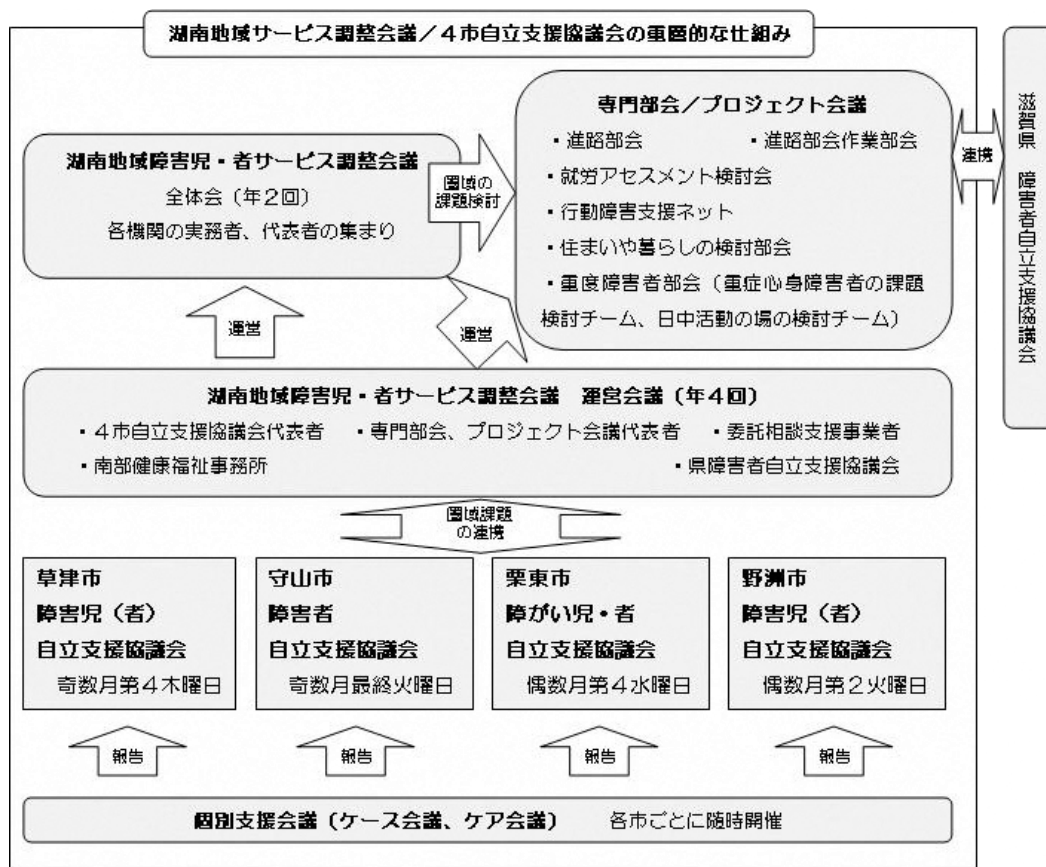 湖南地域サービス調整会議／４市自立支援協議会の重層的な仕組み
湖南地域障害児・者サービス調整会議
全体会（年２回）
各機関の実務者、代表者の集まり
圏域の
課題検討
専門部会／プロジェクト会議
・進路部会　・進路部会作業部会
・就労アセスメント検討会
・行動障害支援ネット
・住まいや暮らしの検討部会
・重度障害者部会（重症心身障害者の課題
検討チーム、日中活動の場の検討チーム）
連携
滋賀県　障害者自立支援協議会
運営
運営
湖南地域障害児・者サービス調整会議　運営会議（年４回）
・４市自立支援協議会代表者　・専門部会、プロジェクト会議代表者　・委託相談支援事業者
・南部健康福祉事務所　・県障害者自立支援協議会
圏域課題
の連携
草津市
障害児（者）
自立支援協議会
奇数月第４木曜日
守山市
障害者
自立支援協議会
奇数月最終火曜日
栗東市
障がい児・者
自立支援協議会
偶数月第４水曜日
野洲市
障害児（者）
自立支援協議会
偶数月第２火曜日
報告
報告
報告
報告
個別支援会議（ケース会議、ケア会議）　各市ごとに随時開催